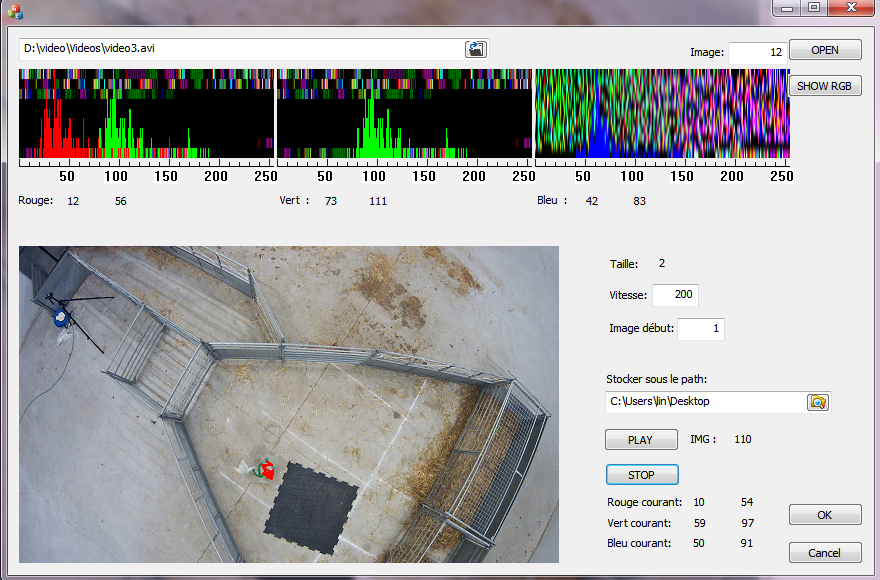 D:\video\Videos\video3.avi
Image: 12 OPEN
SHOW RGB
50 100 150 200 250 50 100 150 200 250 50 100 150 200 250
Rouge: 12 56 Vert : 73 111 Bleu : 42 83
Taille: 2
Vitesse: 200
Image début: 1
Stocker sous le path:
C:\Users\lin\Desktop
PLAY IMG : 110
STOP
Rouge courant: 10 54
Vert courant: 59 97
OK
Bleu courant: 50 91
Cancel